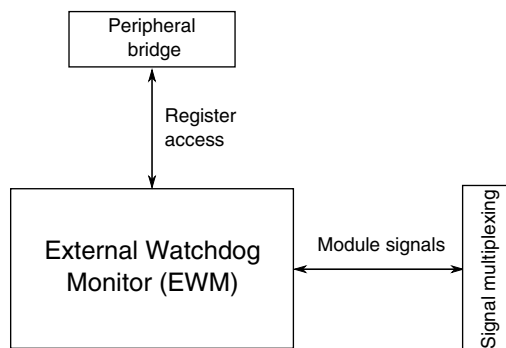 Peripheral
bridge
Register
access
External Watchdog
Monitor (EWM)
Module signals
Signal multiplexing